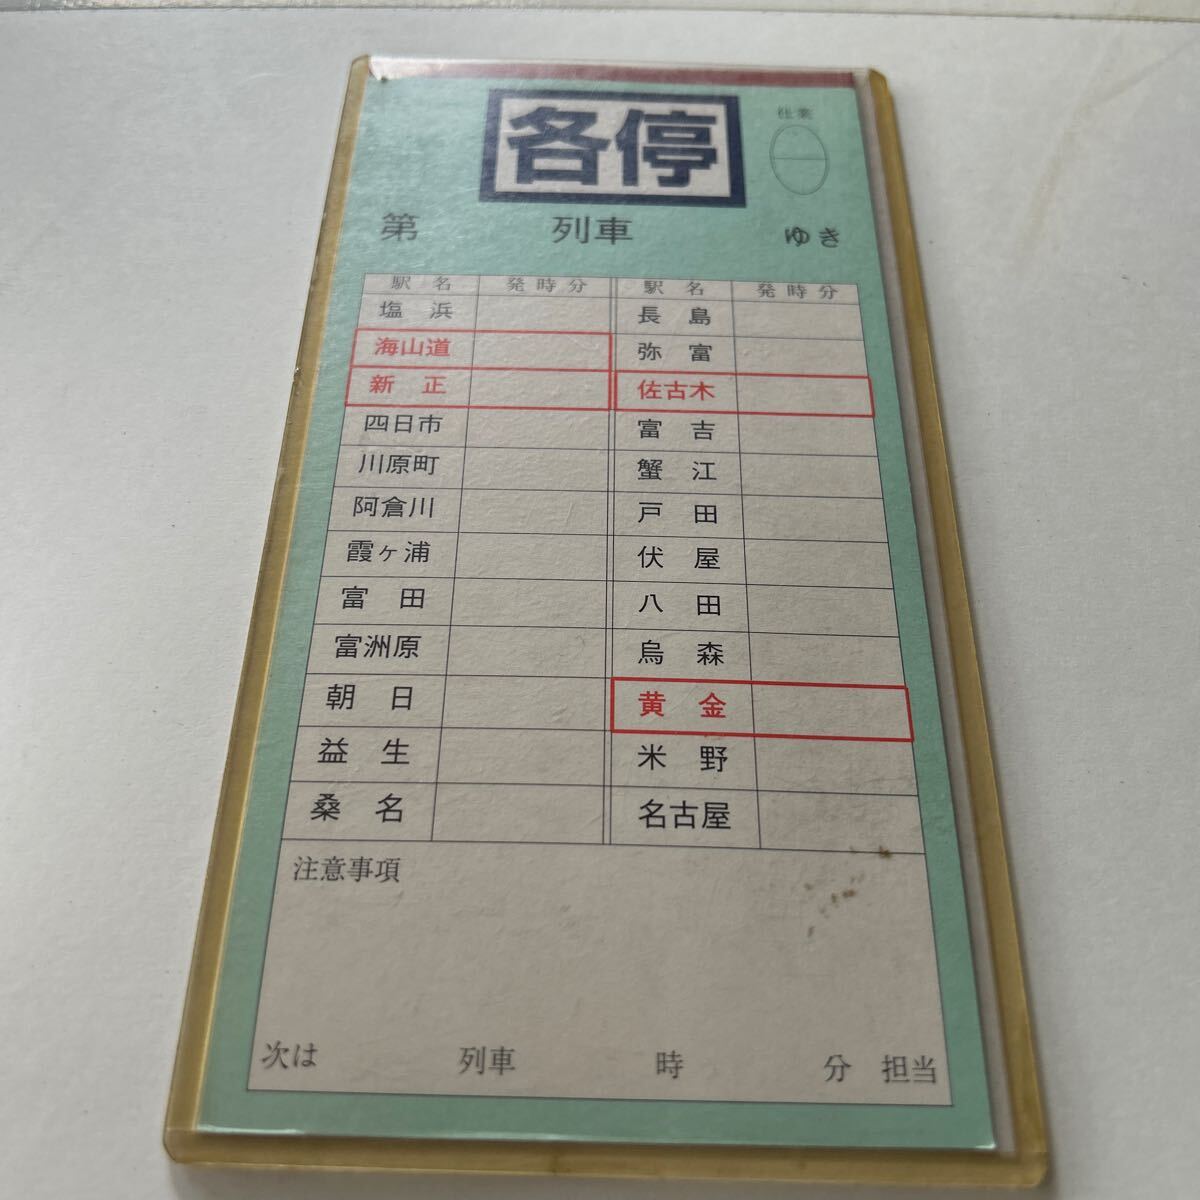 各停
仕業
第 列車 ゆき
駅名 発時分 駅名 発時分
塩浜 長島
海山道 弥富
新正 佐古木
四日市 富吉
川原町 蟹江
阿倉川 戸田
霞ヶ浦 伏屋
富田 八田
富洲原 烏森
朝日 黄金
益生 米野
桑名 名古屋
注意事項
次は 列車 時 分 担当